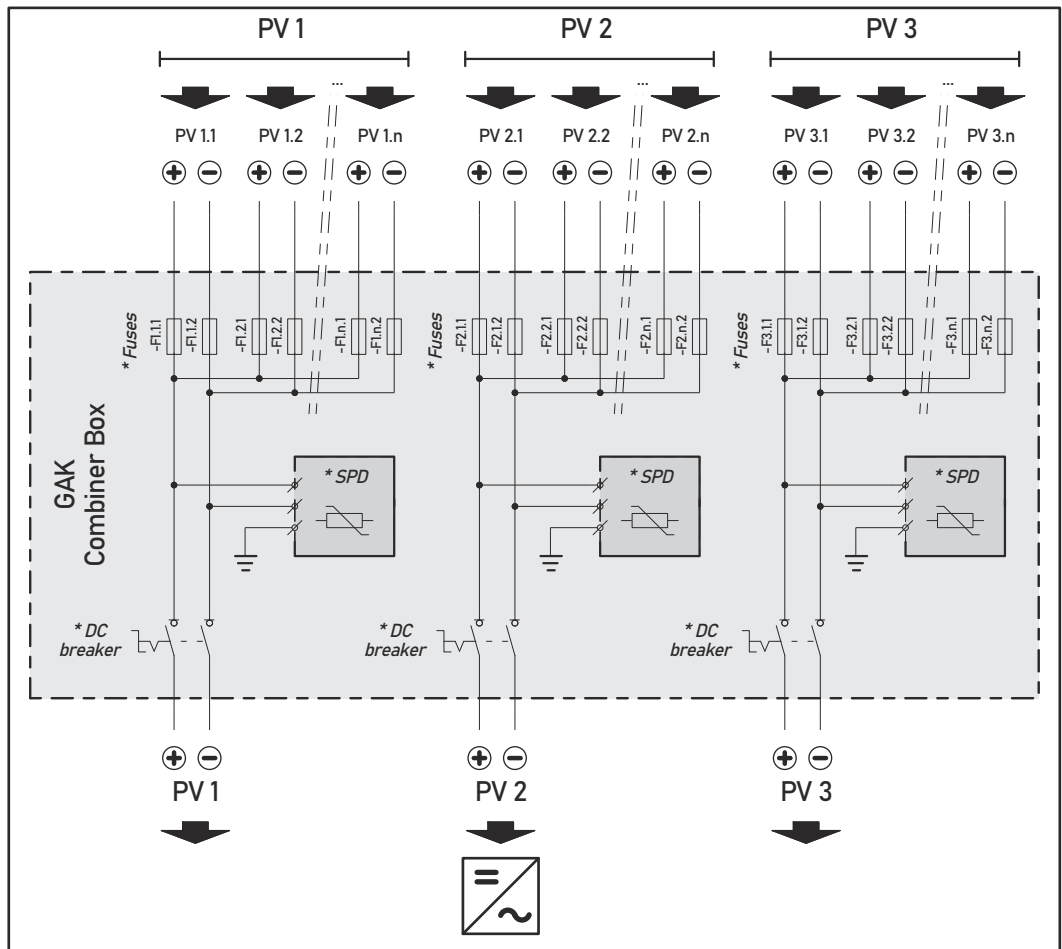 PV 1 PV 2 PV 3
... ... ...
PV 1.1 PV 1.2 PV 1.n PV 2.1 PV 2.2 PV 2.n PV 3.1 PV 3.2 PV 3.n
+ − + − + − + − + − + − + − + − + −
* Fuses -F1.1.1 -F1.1.2 -F1.2.1 -F1.2.2 -F1.n.1 -F1.n.2 * Fuses -F2.1.1 -F2.1.2 -F2.2.1 -F2.2.2 -F2.n.1 -F2.n.2 * Fuses -F3.1.1 -F3.1.2 -F3.2.1 -F3.2.2 -F3.n.1 -F3.n.2
GAK
Combiner Box
* SPD * SPD * SPD
* DC
breaker
* DC
breaker
* DC
breaker
+ − + − + −
PV 1 PV 2 PV 3
= ~